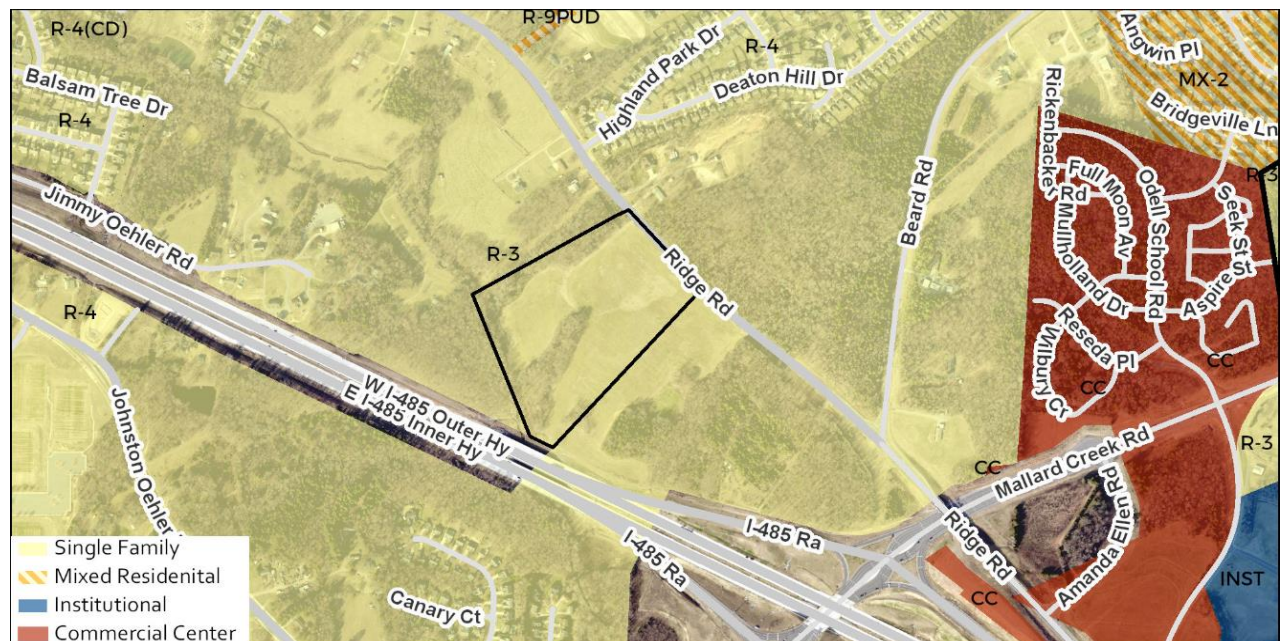 R-4(CD)
R-9PUD
Highland Park Dr
R-4
Deaton Hill Dr
Angwin Pl
MX-2
Bridgeville Ln
Balsam Tree Dr
R-4
Rickenbacker Rd
Full Moon Av
Odell School Rd
Seek St
R-3
Jimmy Oehler Rd
R-3
Ridge Rd
Beard Rd
Mullholland Dr
Aspire St
R-4
Reseda Pl
Wilbury Cr
CC
CC
W I-485 Outer Hy
E I-485 Inner Hy
Johnston Oehler
CC
Mallard Creek Rd
R-3
I-485 Ra
I-485 Ra
Ridge Rd
Amanda Ellen Rd
INST
CC
Canary Ct
Single Family
Mixed Residenital
Institutional
Commercial Center